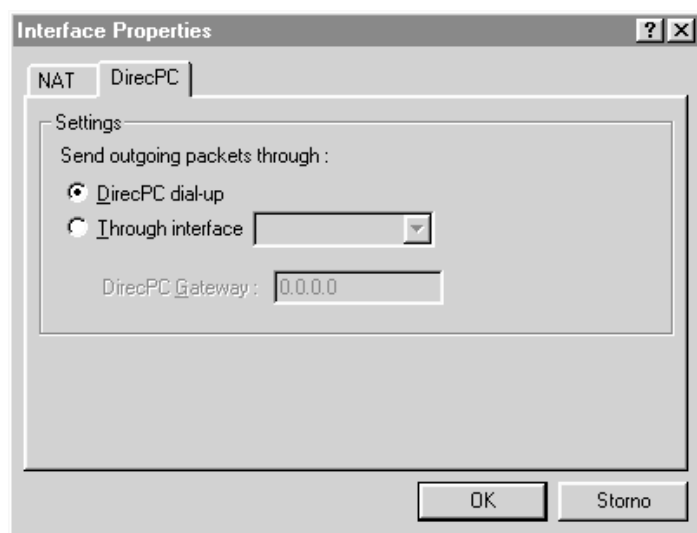 Interface Properties
NAT DirecPC
Settings
Send outgoing packets through :
DirecPC dial-up
Through interface
DirecPC Gateway : 0.0.0.0
OK Storno